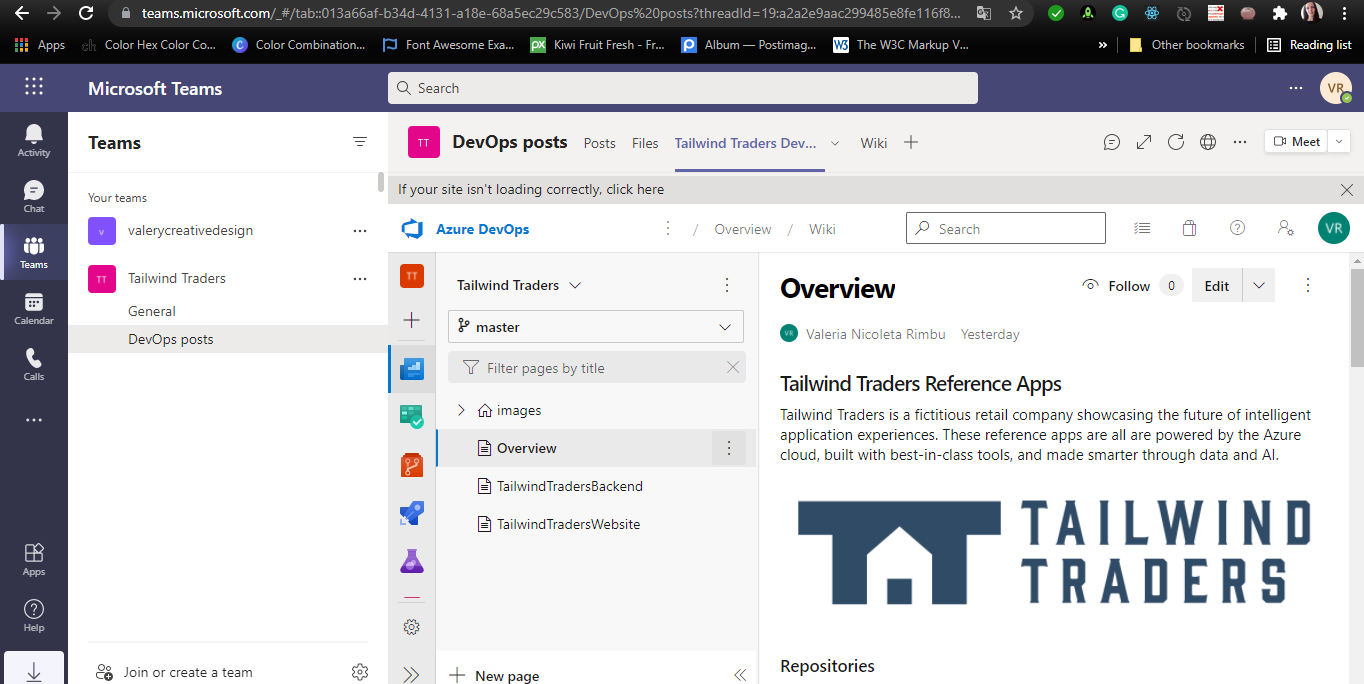 teams.microsoft.com/_#/tab::013a66af-b34d-4131-a18e-68a5ec29c583/DevOps%20posts?threadId=19:a2a2e9aac299485e8fe116f8...
Apps
Color Hex Color Co...
Color Combination...
Font Awesome Exa...
Kiwi Fruit Fresh - Fr...
Album — Postimag...
The W3C Markup V...
»
Other bookmarks
Reading list
Microsoft Teams
Search
VR
Activity
Chat
Teams
Calendar
Calls
Apps
Help
Teams
Your teams
v
valerycreativedesign
TT
Tailwind Traders
General
DevOps posts
Join or create a team
TT
DevOps posts
Posts
Files
Tailwind Traders Dev...
Wiki
Meet
If your site isn't loading correctly, click here
Azure DevOps
/
Overview
/
Wiki
Search
VR
TT
Tailwind Traders
master
Filter pages by title
images
Overview
TailwindTradersBackend
TailwindTradersWebsite
New page
Overview
Follow
0
Edit
VR
Valeria Nicoleta Rimbu
Yesterday
Tailwind Traders Reference Apps
Tailwind Traders is a fictitious retail company showcasing the future of intelligent
application experiences. These reference apps are all are powered by the Azure
cloud, built with best-in-class tools, and made smarter through data and AI.
TAILWIND
TRADERS
Repositories